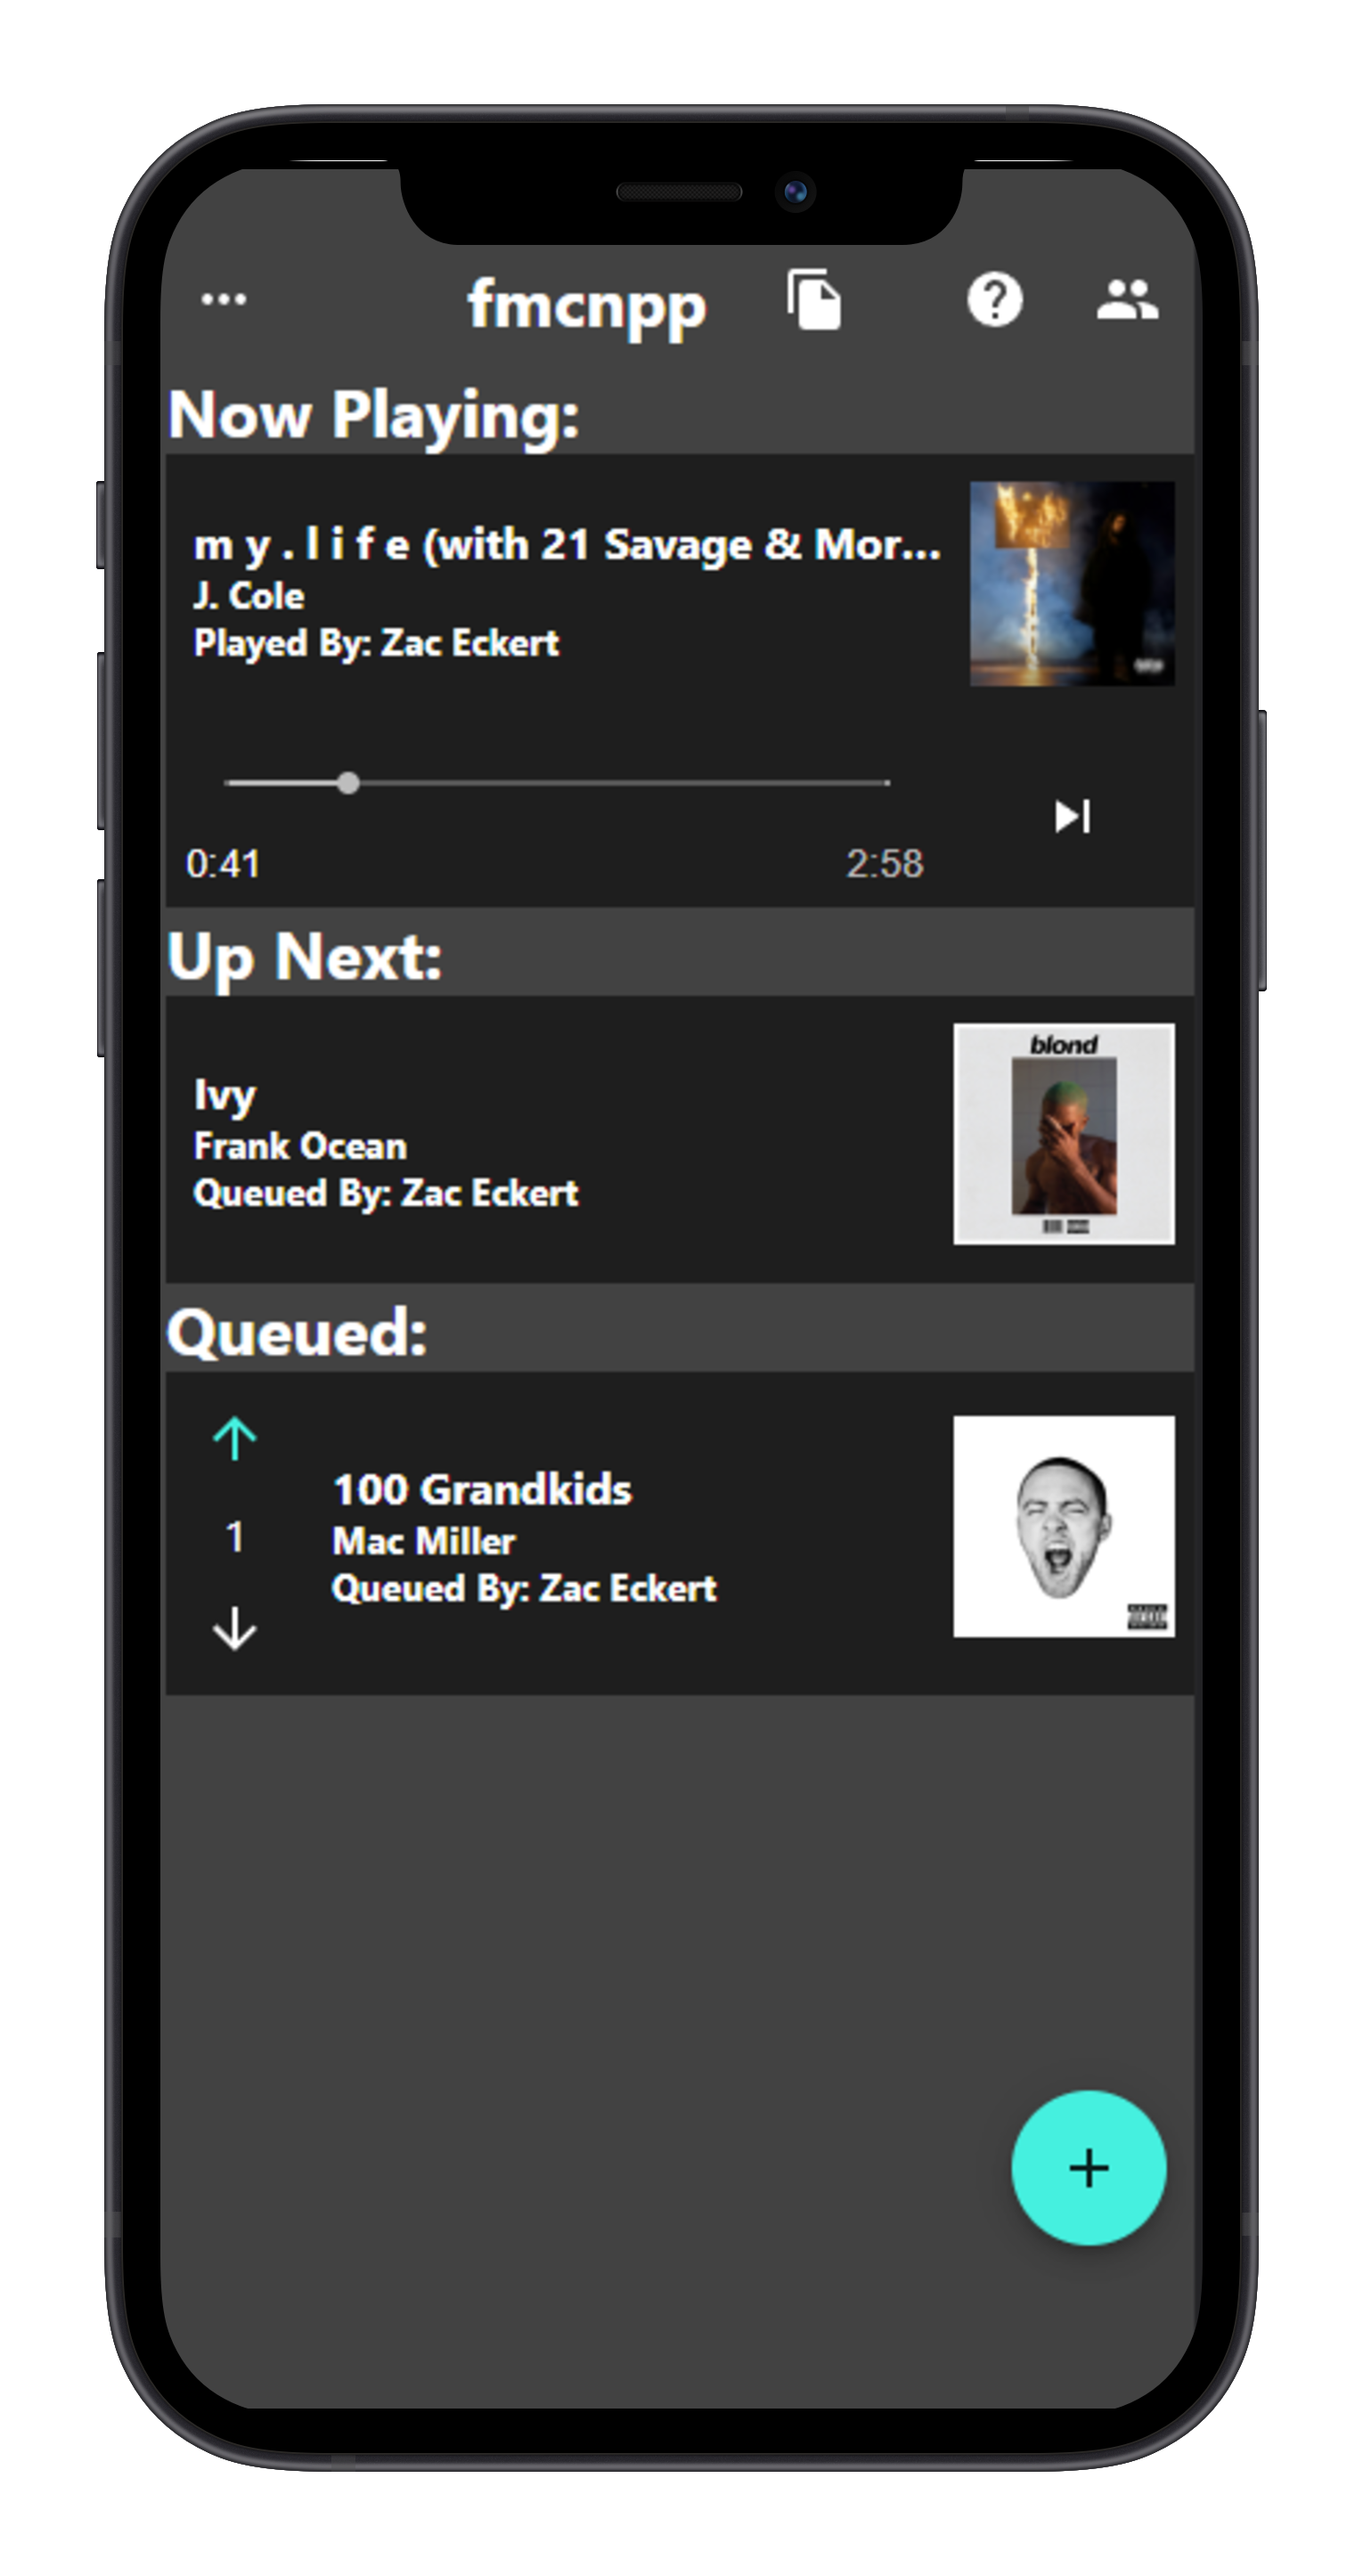 fmcnpp
Now Playing:
m y . l i f e (with 21 Savage & Mor...
J. Cole
Played By: Zac Eckert
0:41
2:58
Up Next:
Ivy
Frank Ocean
Queued By: Zac Eckert
blond
Queued:
1
100 Grandkids
Mac Miller
Queued By: Zac Eckert